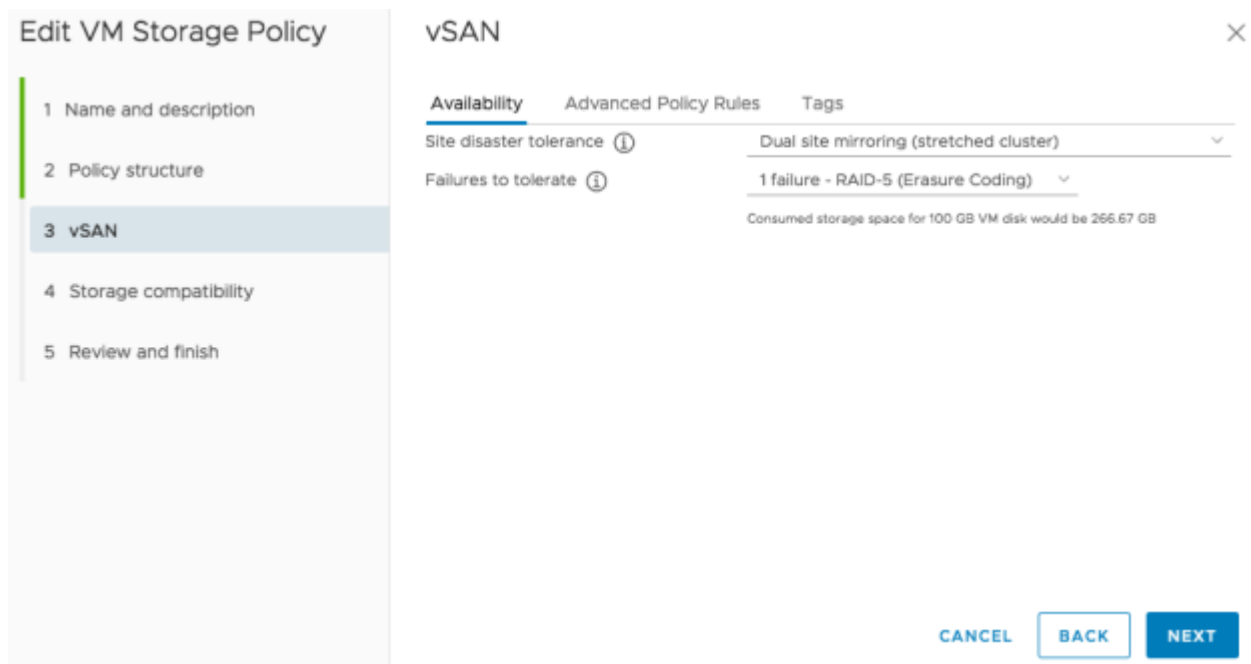 Edit VM Storage Policy
1 Name and description
2 Policy structure
3 vSAN
4 Storage compatibility
5 Review and finish
vSAN
Availability Advanced Policy Rules Tags
Site disaster tolerance Dual site mirroring (stretched cluster)
Failures to tolerate 1 failure - RAID-5 (Erasure Coding)
Consumed storage space for 100 GB VM disk would be 266.67 GB
CANCEL BACK NEXT